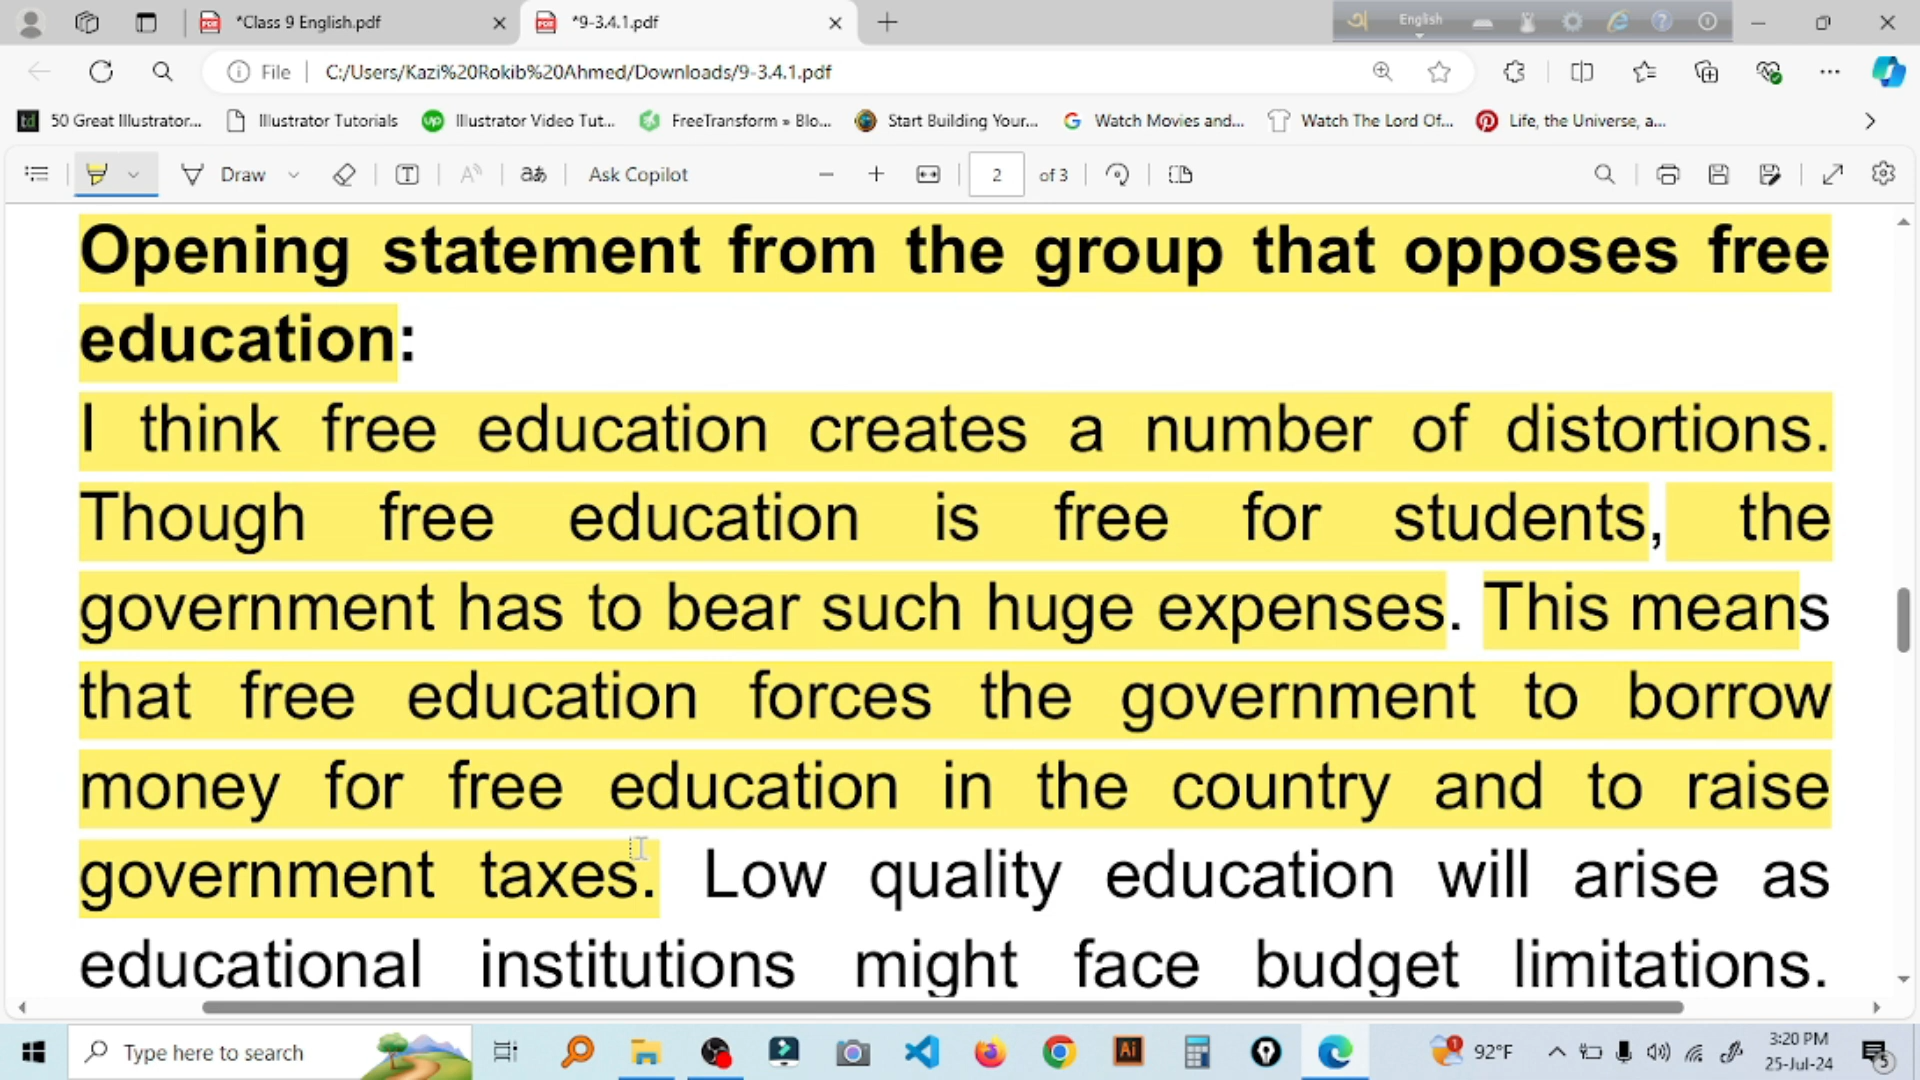 *Class 9 English.pdf
*9-3.4.1.pdf
English
File
C:/Users/Kazi%20Rokib%20Ahmed/Downloads/9-3.4.1.pdf
50 Great Illustrator...
Illustrator Tutorials
Illustrator Video Tut...
FreeTransform » Blo...
Start Building Your...
Watch Movies and...
Watch The Lord Of...
Life, the Universe, a...
Draw
Ask Copilot
2 of 3
Opening statement from the group that opposes free
education:
I think free education creates a number of distortions.
Though free education is free for students, the
government has to bear such huge expenses. This means
that free education forces the government to borrow
money for free education in the country and to raise
government taxes. Low quality education will arise as
educational institutions might face budget limitations.
Type here to search
92°F
3:20 PM
25-Jul-24